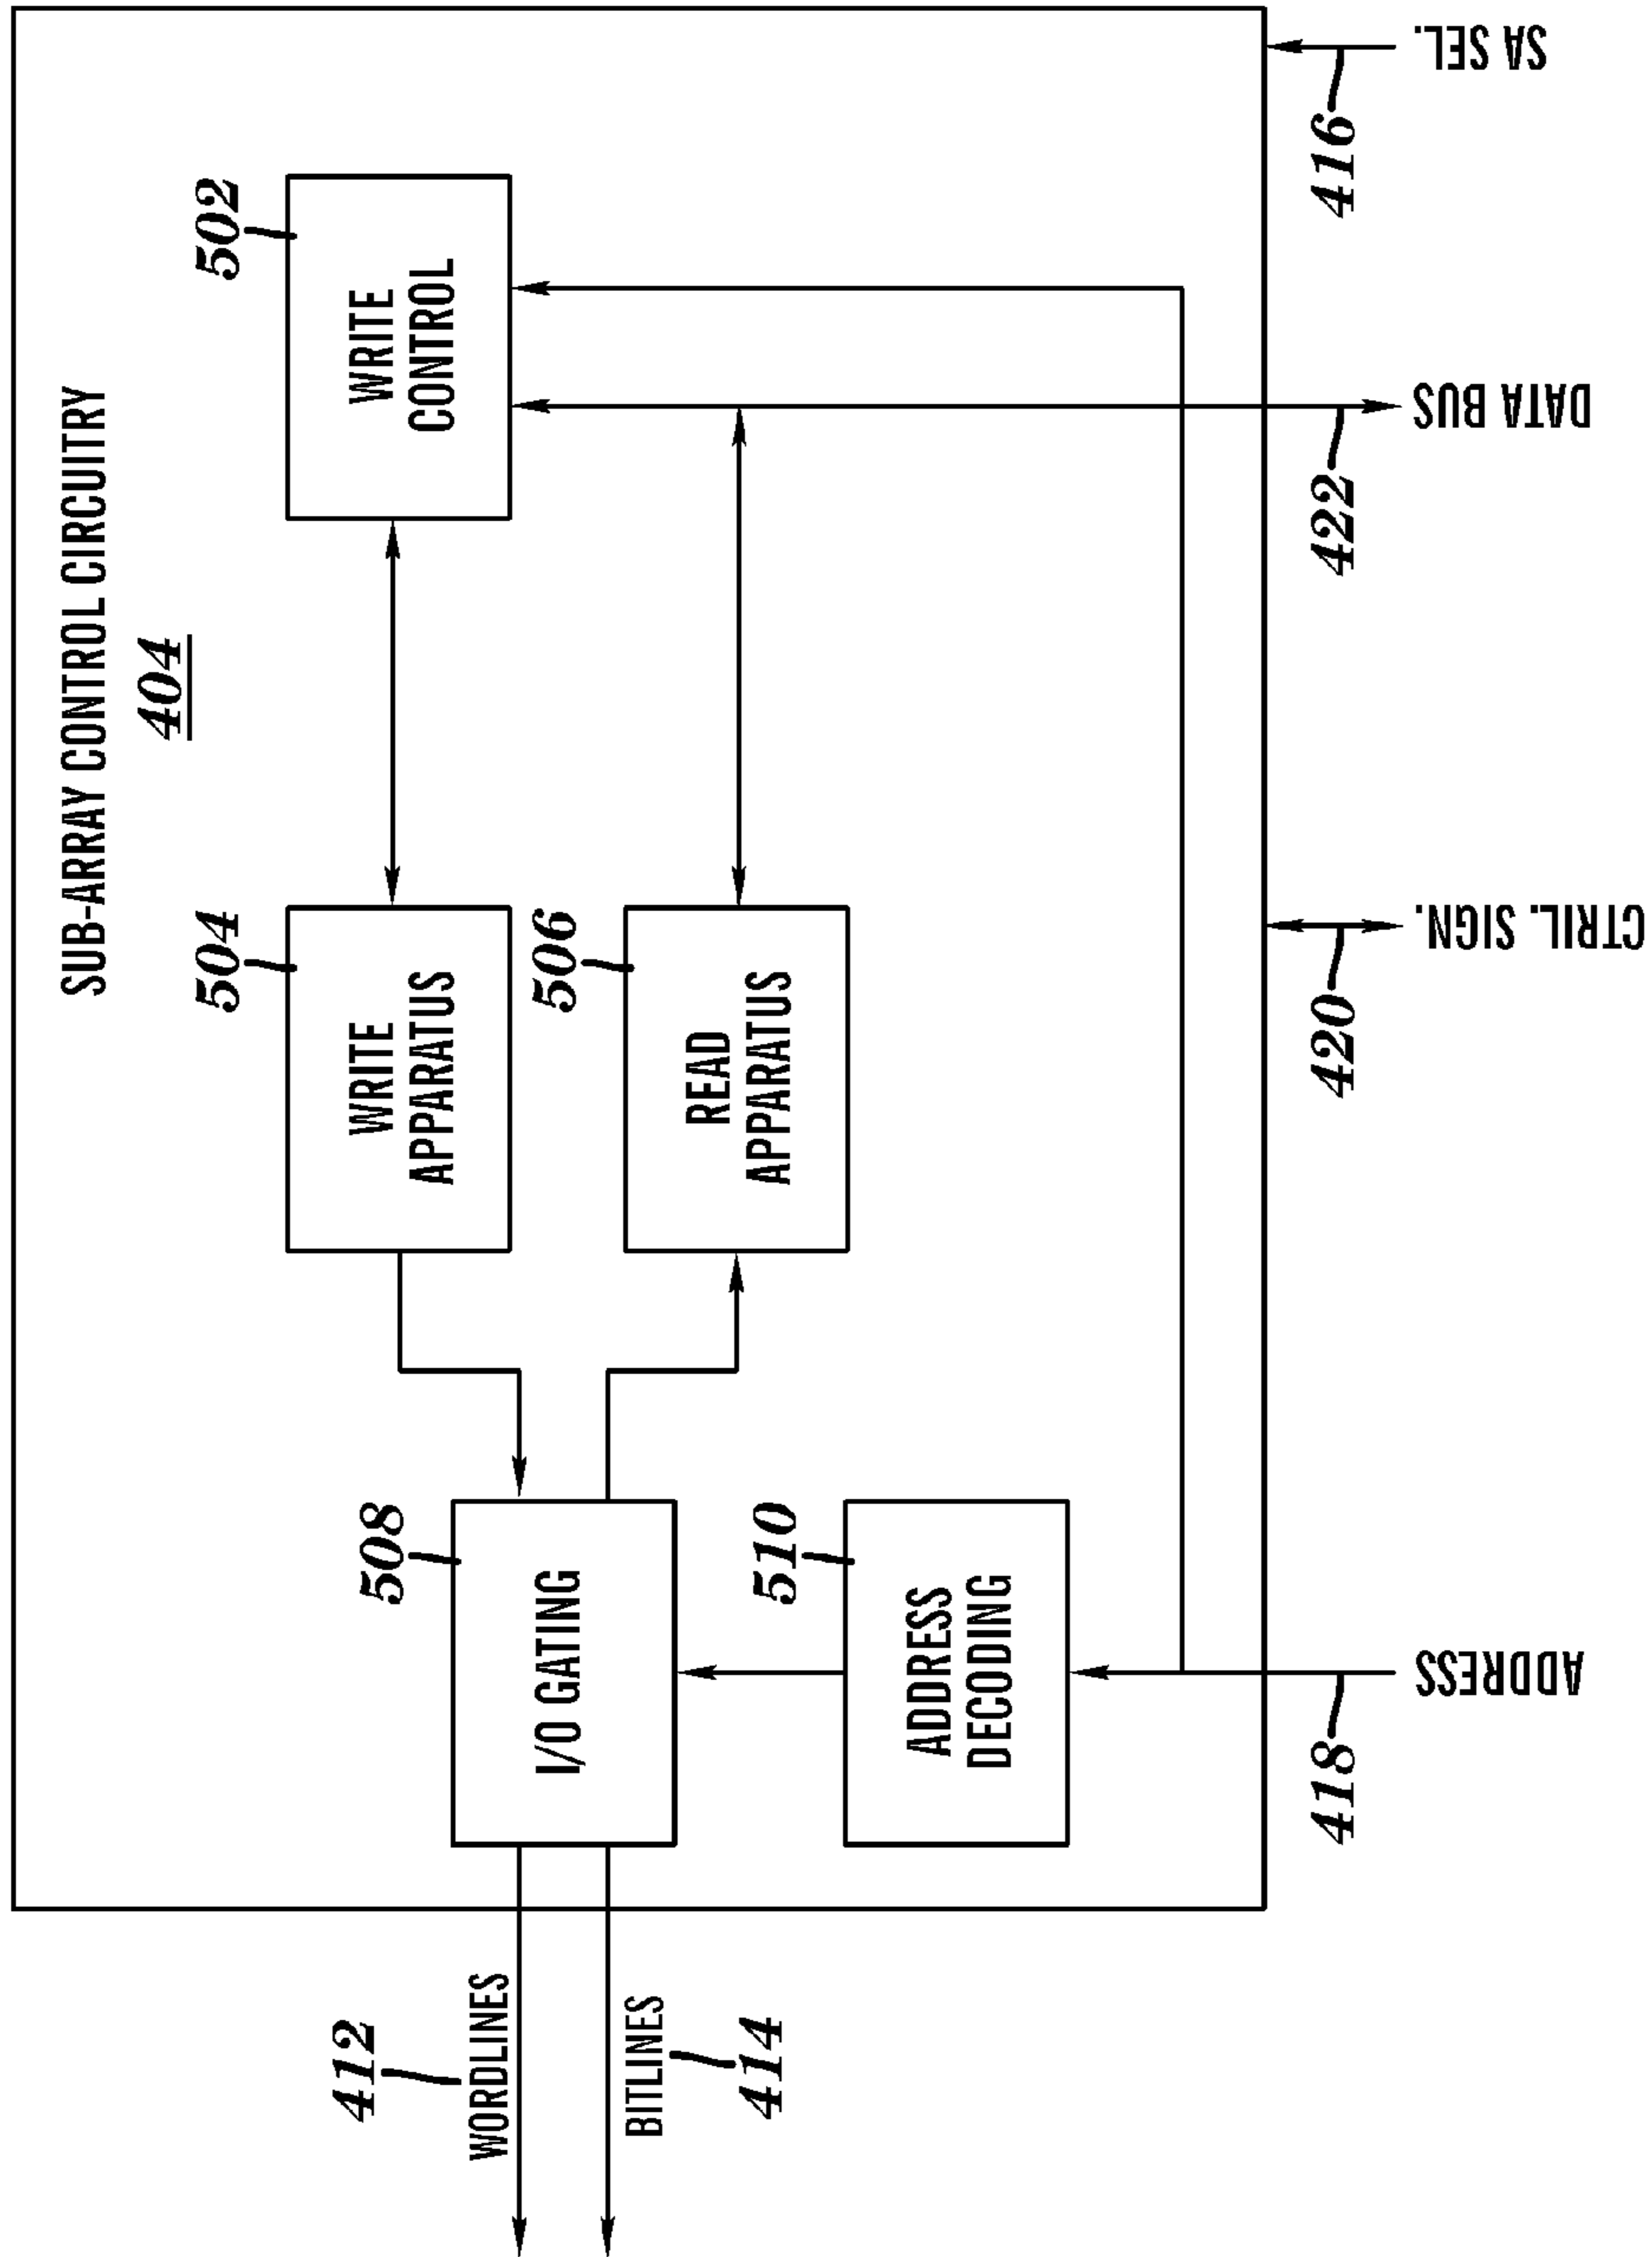 SUB-ARRAY CONTROL CIRCUITRY
404
502
WRITE
CONTROL
504
WRITE
APPARATUS
506
READ
APPARATUS
508
I/O GATING
510
ADDRESS
DECODING
412
WORDLINES
BITLINES
414
418
ADDRESS
420
CTRIL. SIGN.
422
DATA BUS
416
SA SEL.